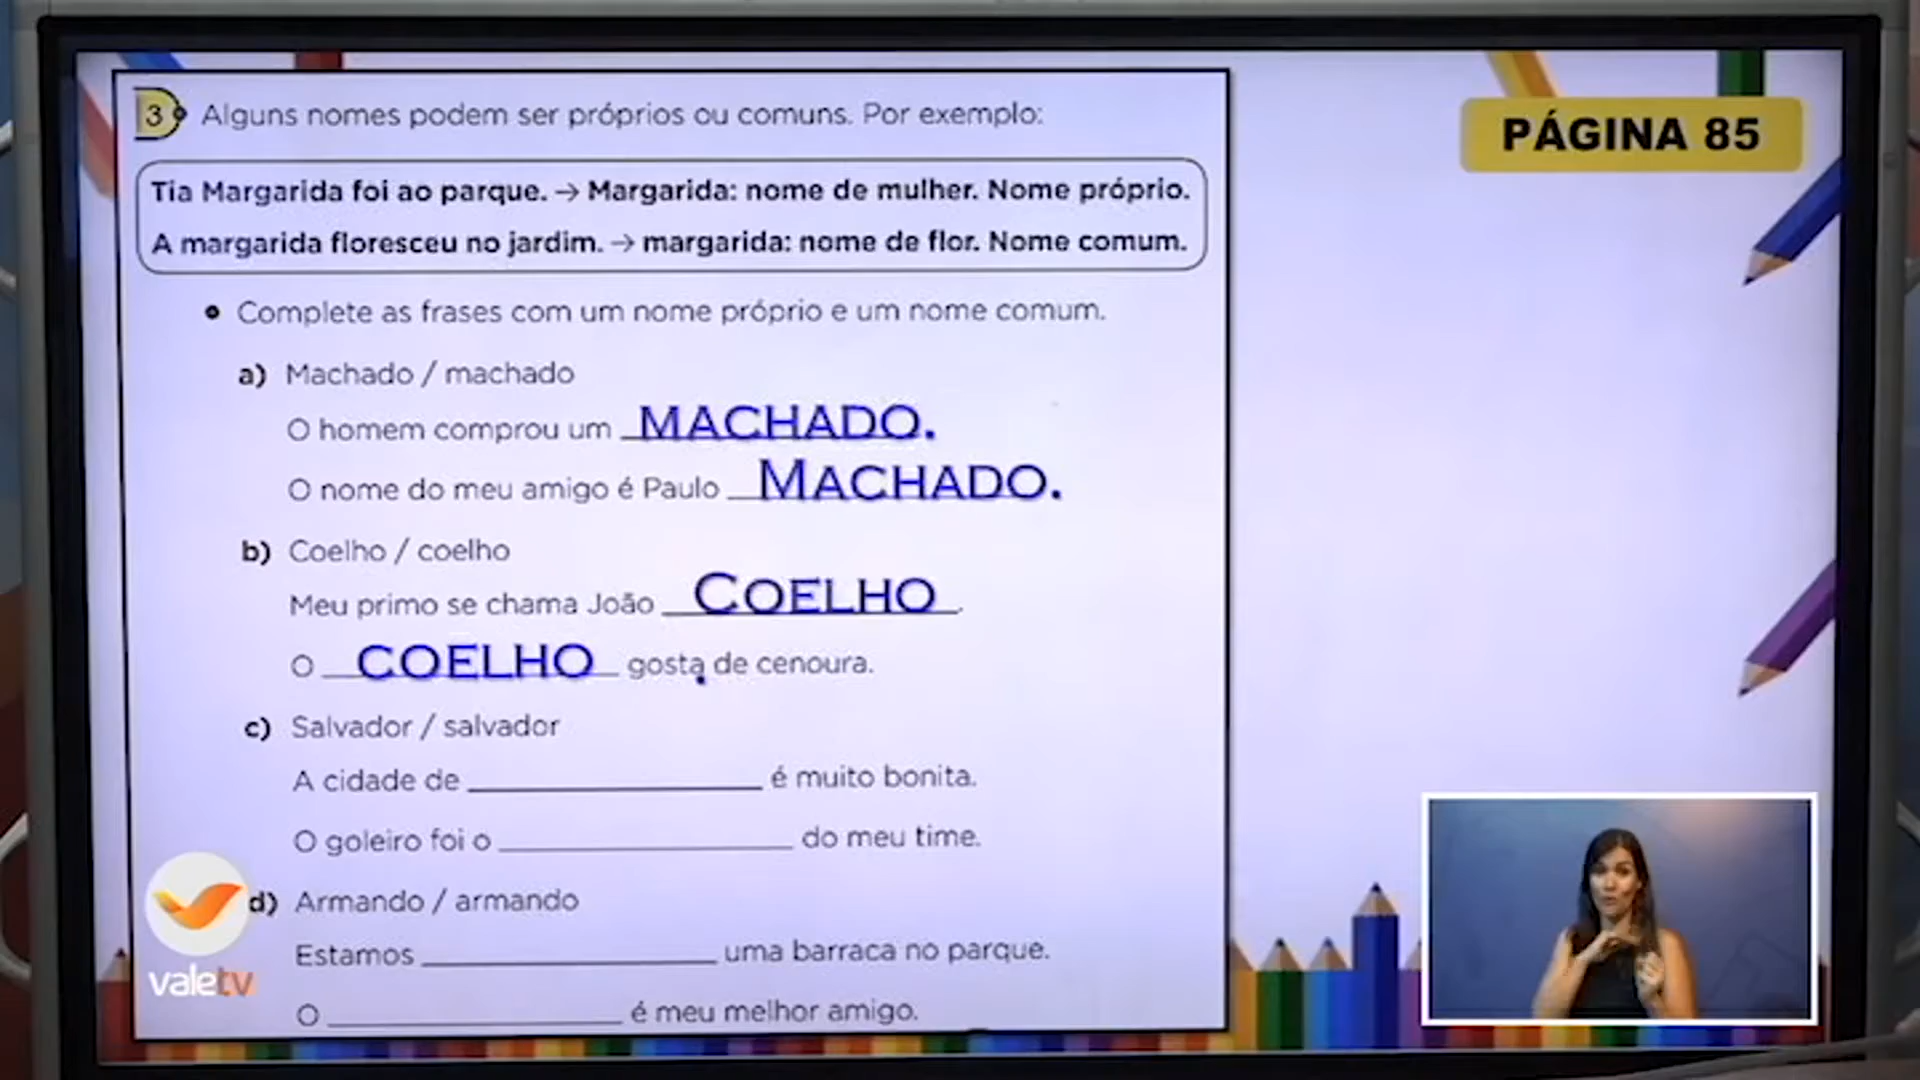 3 Alguns nomes podem ser próprios ou comuns. Por exemplo:
Tia Margarida foi ao parque. → Margarida: nome de mulher. Nome próprio.
A margarida floresceu no jardim. → margarida: nome de flor. Nome comum.
• Complete as frases com um nome próprio e um nome comum.
a) Machado / machado
O homem comprou um MACHADO.
O nome do meu amigo é Paulo MACHADO.
b) Coelho / coelho
Meu primo se chama João COELHO.
O COELHO gosta de cenoura.
c) Salvador / salvador
A cidade de ____________ é muito bonita.
O goleiro foi o ____________ do meu time.
d) Armando / armando
Estamos ____________ uma barraca no parque.
O ____________ é meu melhor amigo.
PÁGINA 85
valetv